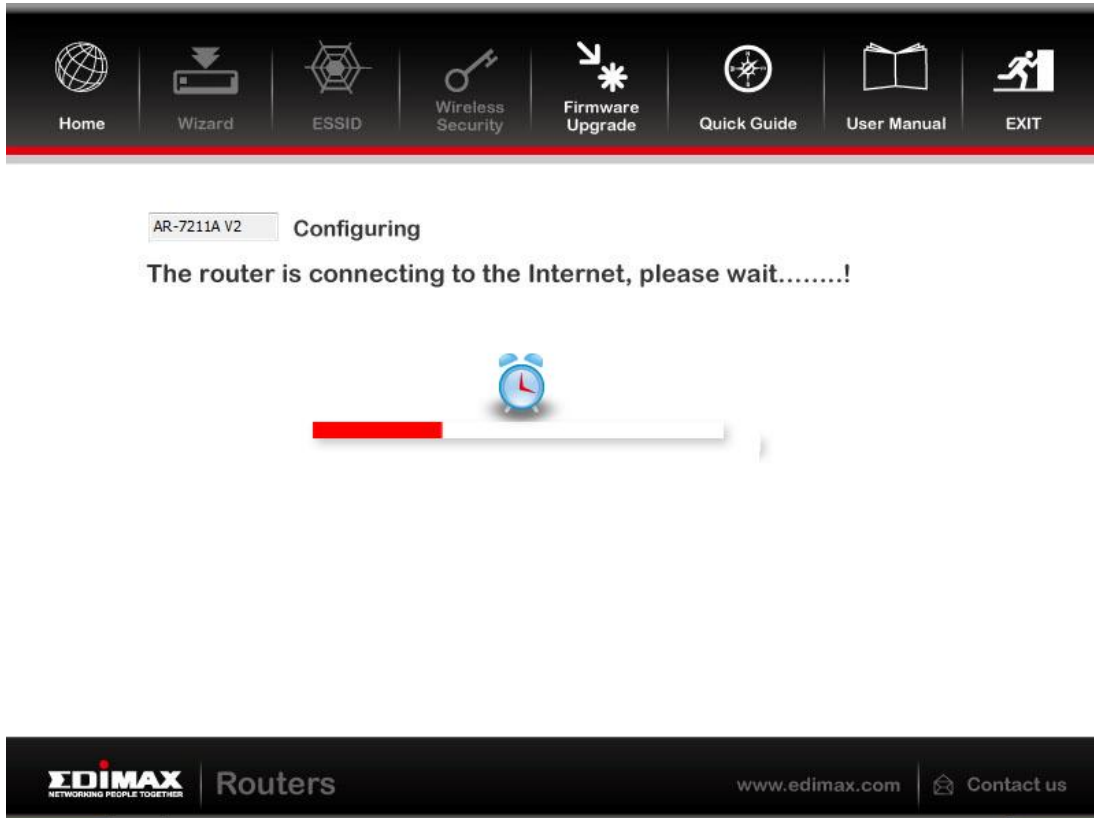 Home
Wizard
ESSID
Wireless
Security
Firmware
Upgrade
Quick Guide
User Manual
EXIT
AR-7211A V2
Configuring
The router is connecting to the Internet, please wait........!
EDIMAX
NETWORKING PEOPLE TOGETHER
Routers
www.edimax.com
Contact us